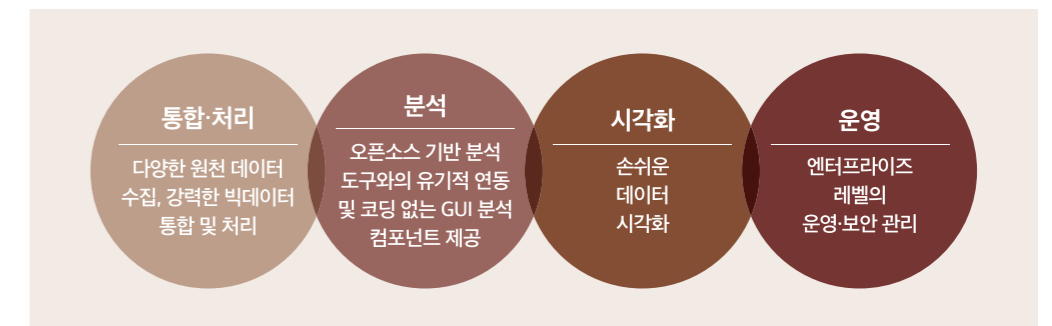 통합·처리
다양한 원천 데이터
수집, 강력한 빅데이터
통합 및 처리
분석
오픈소스 기반 분석
도구와의 유기적 연동
및 코딩 없는 GUI 분석
컴포넌트 제공
시각화
손쉬운
데이터
시각화
운영
엔터프라이즈
레벨의
운영·보안 관리